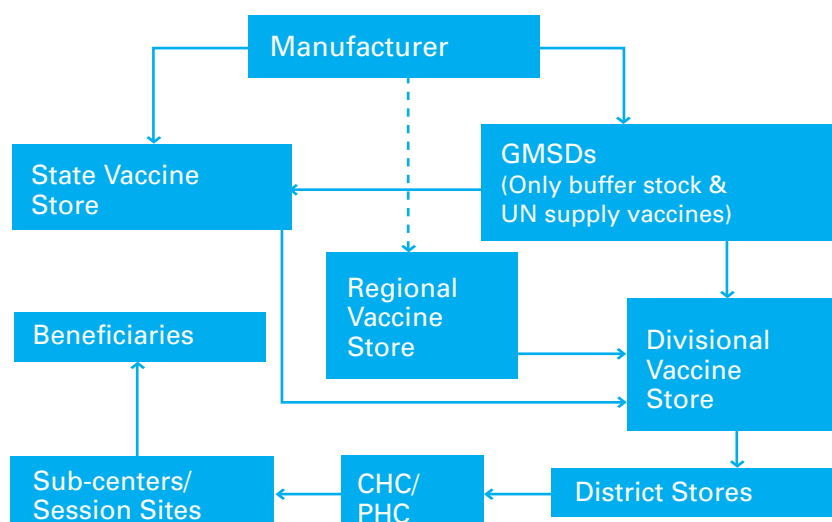 Manufacturer
State Vaccine
Store
GMSDs
(Only buffer stock &
UN supply vaccines)
Regional
Vaccine
Store
Beneficiaries
Divisional
Vaccine
Store
Sub-centers/
Session Sites
CHC/
PHC
District Stores